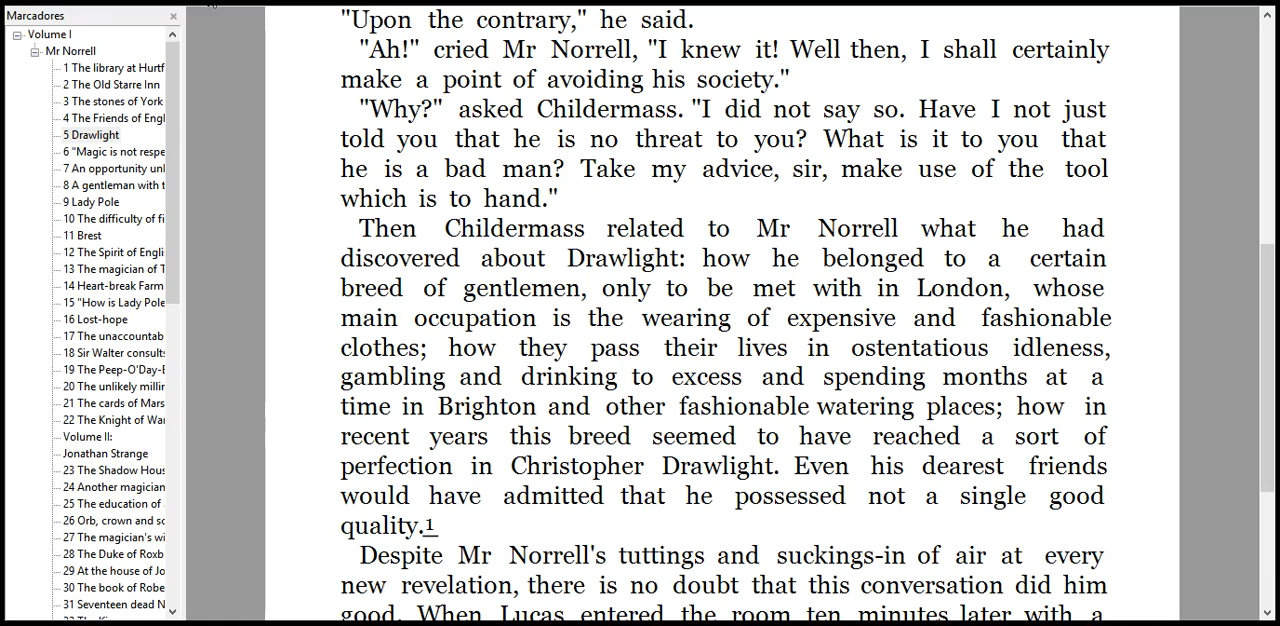 Marcadores
Volume I
Mr Norrell
1 The library at Hurtf
2 The Old Starre Inn
3 The stones of York
4 The Friends of Engl
5 Drawlight
6 "Magic is not respe
7 An opportunity unl
8 A gentleman with t
9 Lady Pole
10 The difficulty of fi
11 Brest
12 The Spirit of Engli
13 The magician of T
14 Heart-break Farm
15 "How is Lady Pole
16 Lost-hope
17 The unaccountab
18 Sir Walter consults
19 The Peep-O'Day-B
20 The unlikely millin
21 The cards of Mars
22 The Knight of War
Volume II:
Jonathan Strange
23 The Shadow Hous
24 Another magician
25 The education of
26 Orb, crown and sc
27 The magician's wi
28 The Duke of Roxb
29 At the house of Jo
30 The book of Robe
31 Seventeen dead N
"Upon the contrary," he said.
"Ah!" cried Mr Norrell, "I knew it! Well then, I shall certainly
make a point of avoiding his society."
"Why?" asked Childermass. "I did not say so. Have I not just
told you that he is no threat to you? What is it to you that
he is a bad man? Take my advice, sir, make use of the tool
which is to hand."
Then Childermass related to Mr Norrell what he had
discovered about Drawlight: how he belonged to a certain
breed of gentlemen, only to be met with in London, whose
main occupation is the wearing of expensive and fashionable
clothes; how they pass their lives in ostentatious idleness,
gambling and drinking to excess and spending months at a
time in Brighton and other fashionable watering places; how in
recent years this breed seemed to have reached a sort of
perfection in Christopher Drawlight. Even his dearest friends
would have admitted that he possessed not a single good
quality.1
Despite Mr Norrell's tuttings and suckings-in of air at every
new revelation, there is no doubt that this conversation did him
good. When Lucas entered the room ten minutes later with a